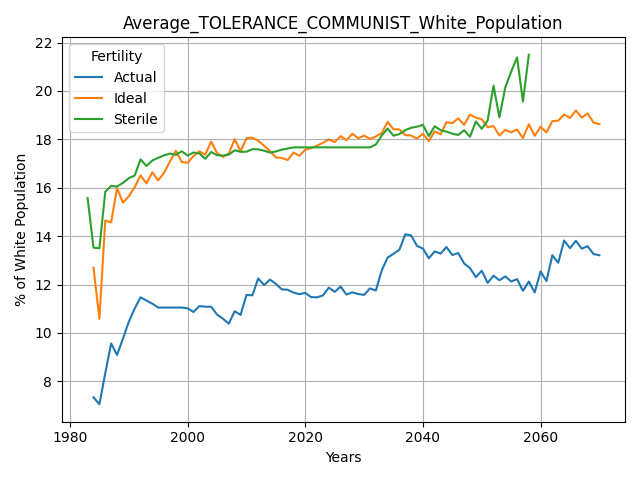 Average_TOLERANCE_COMMUNIST_White_Population
% of White Population
22
20
18
16
14
12
10
8
Fertility
Actual
Ideal
Sterile
1980
2000
2020
2040
2060
Years